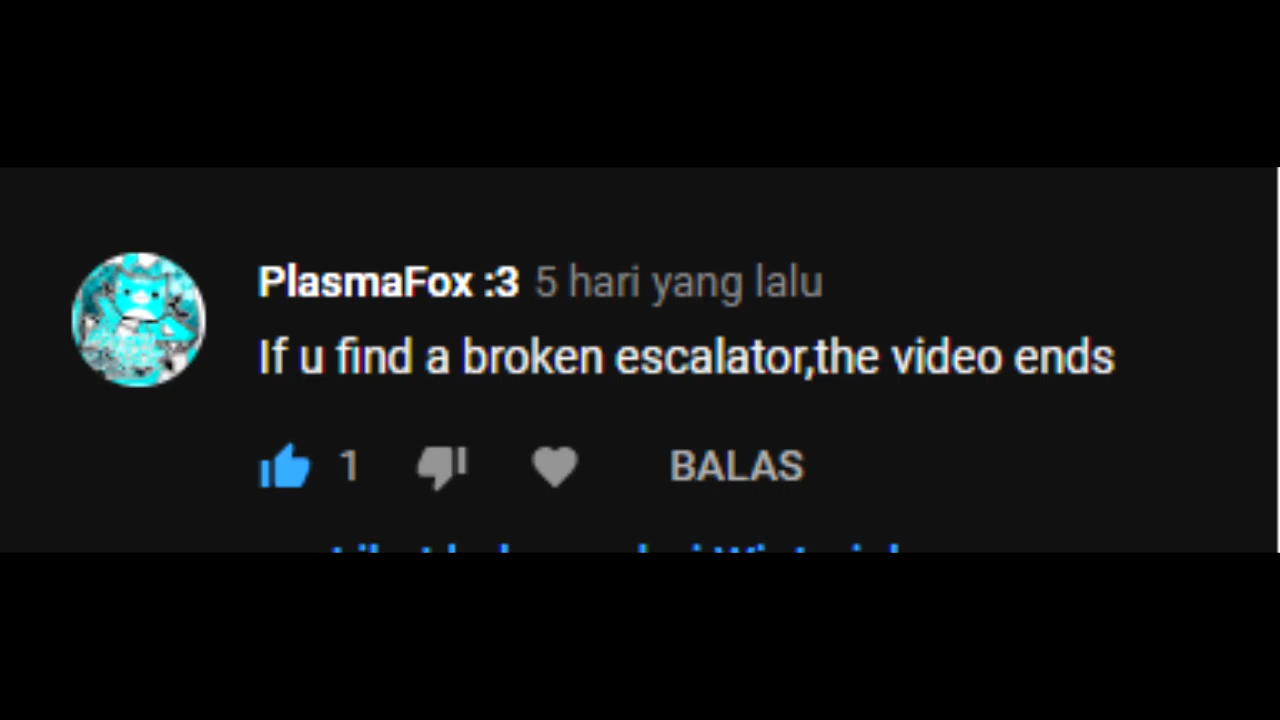 PlasmaFox :3 5 hari yang lalu
If u find a broken escalator,the video ends
1 BALAS